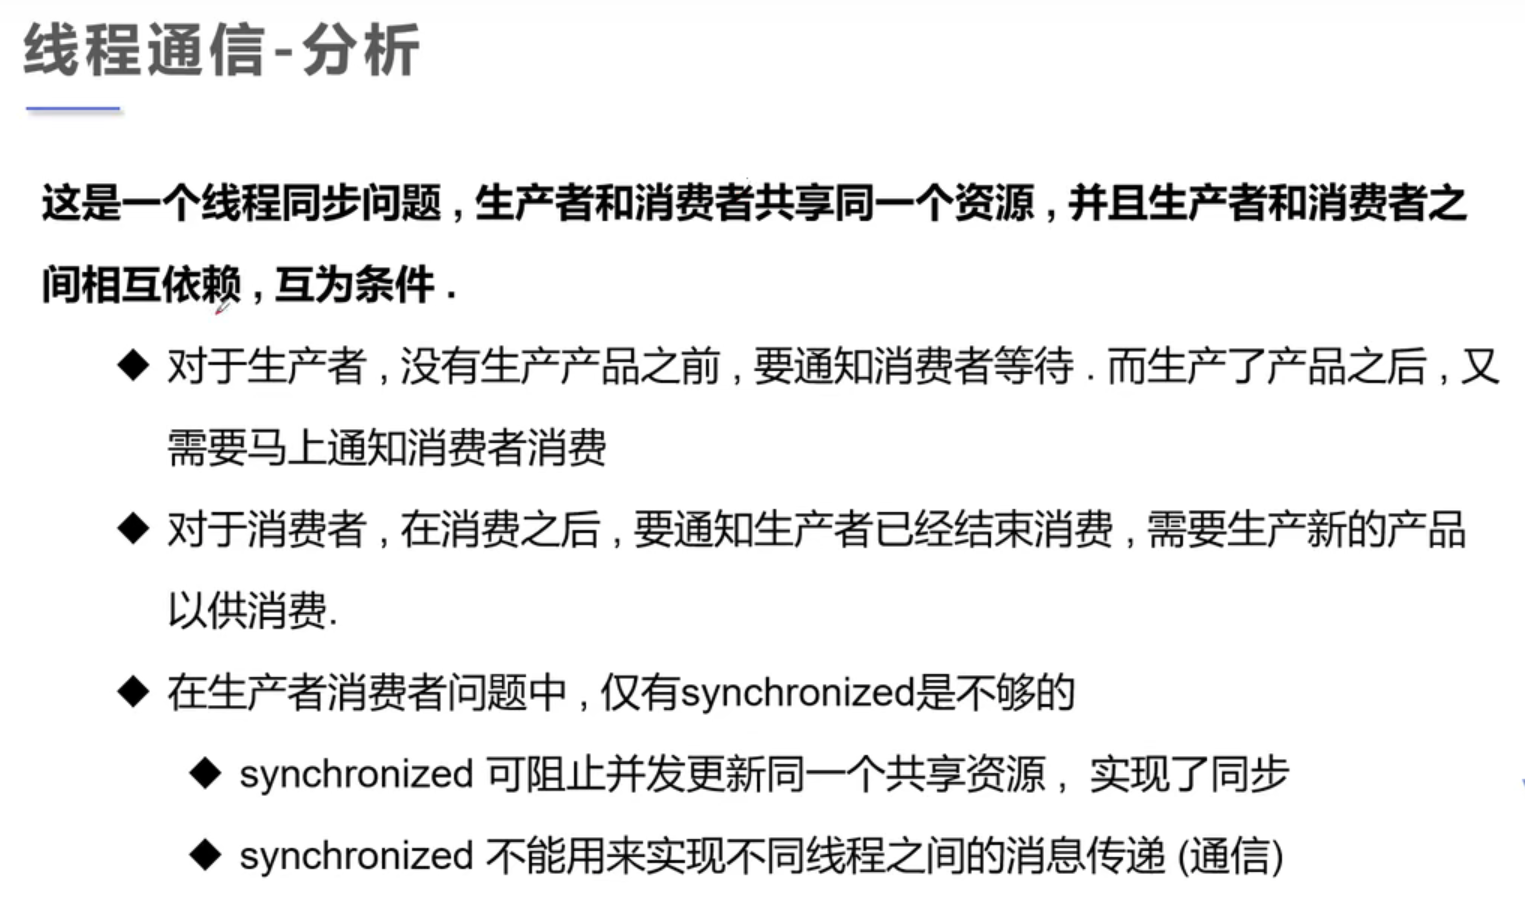 线程通信-分析
这是一个线程同步问题 , 生产者和消费者共享同一个资源 , 并且生产者和消费者之
间相互依赖 , 互为条件 .
◆ 对于生产者 , 没有生产产品之前 , 要通知消费者等待 . 而生产了产品之后 , 又
需要马上通知消费者消费
◆ 对于消费者 , 在消费之后 , 要通知生产者已经结束消费 , 需要生产新的产品
以供消费.
◆ 在生产者消费者问题中 , 仅有synchronized是不够的
◆ synchronized 可阻止并发更新同一个共享资源 , 实现了同步
◆ synchronized 不能用来实现不同线程之间的消息传递 (通信)